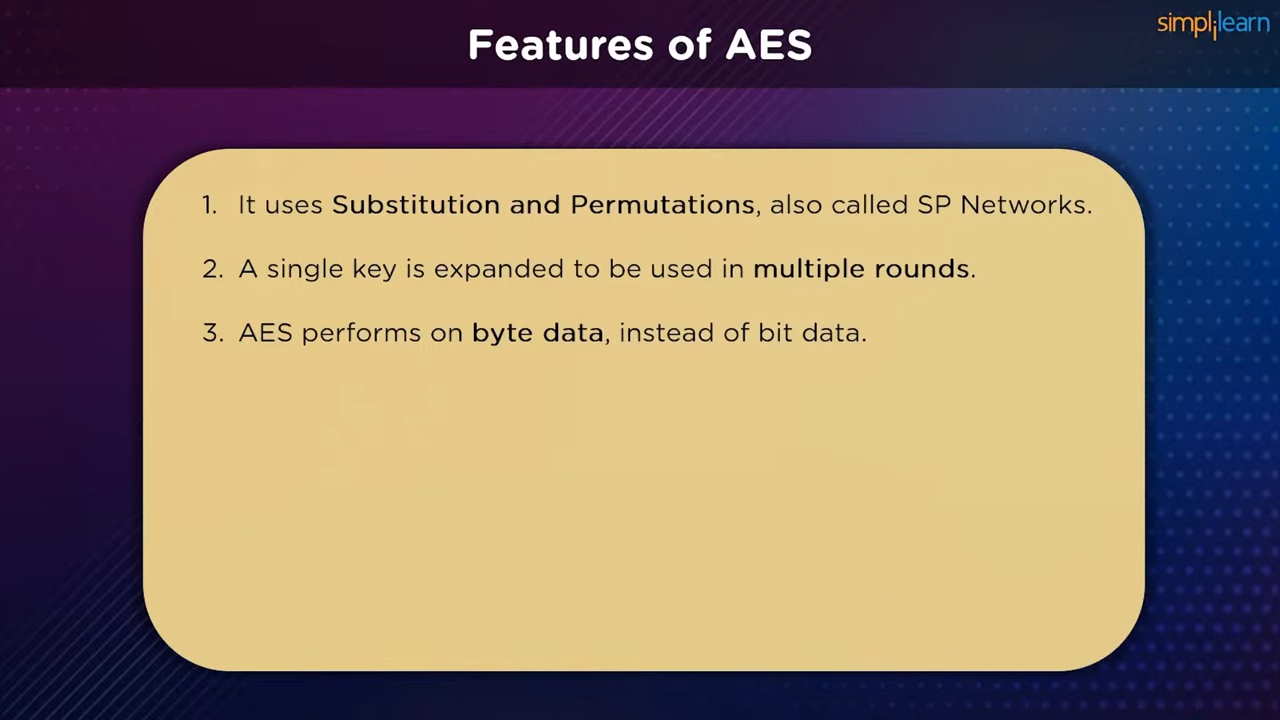 Features of AES
simplilearn
1. It uses Substitution and Permutations, also called SP Networks.
2. A single key is expanded to be used in multiple rounds.
3. AES performs on byte data, instead of bit data.